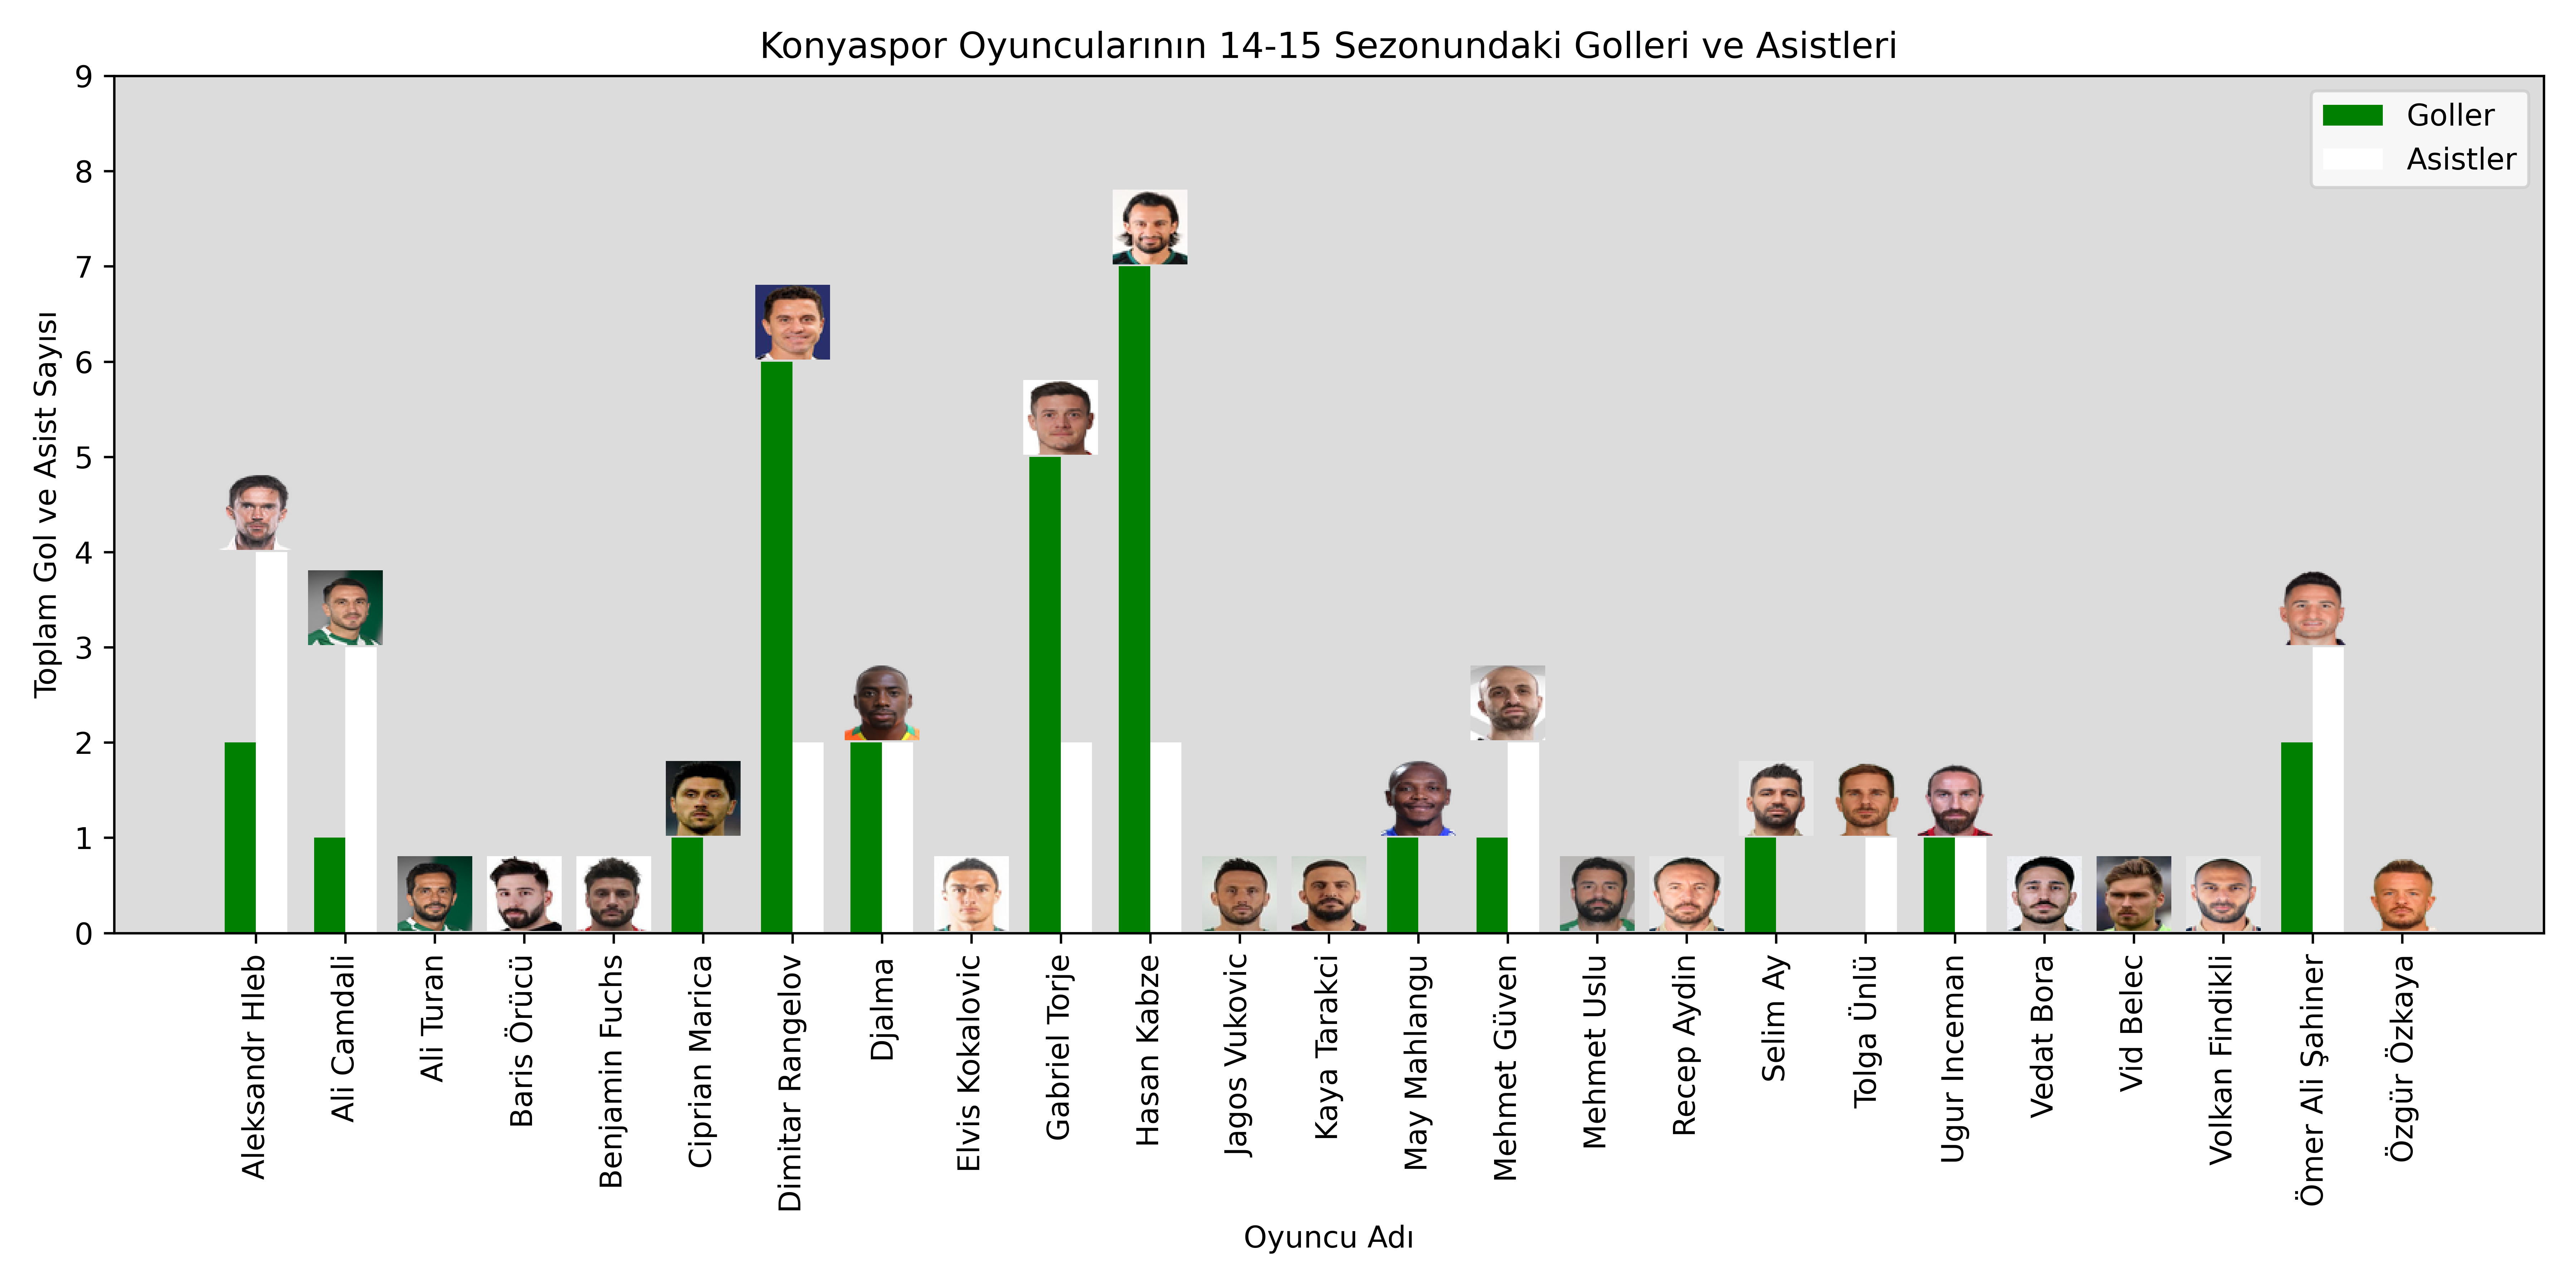 Konyaspor Oyuncularının 14-15 Sezonundaki Golleri ve Asistleri
Goller
Asistler
Toplam Gol ve Asist Sayısı
9
8
7
6
5
4
3
2
1
0
Aleksandr Hleb
Ali Camdali
Ali Turan
Baris Örücü
Benjamin Fuchs
Ciprian Marica
Dimitar Rangelov
Djalma
Elvis Kokalovic
Gabriel Torje
Hasan Kabze
Jagos Vukovic
Kaya Tarakci
May Mahlangu
Mehmet Güven
Mehmet Uslu
Recep Aydin
Selim Ay
Tolga Ünlü
Ugur Inceman
Vedat Bora
Vid Belec
Volkan Findikli
Ömer Ali Şahiner
Özgür Özkaya
Oyuncu Adı